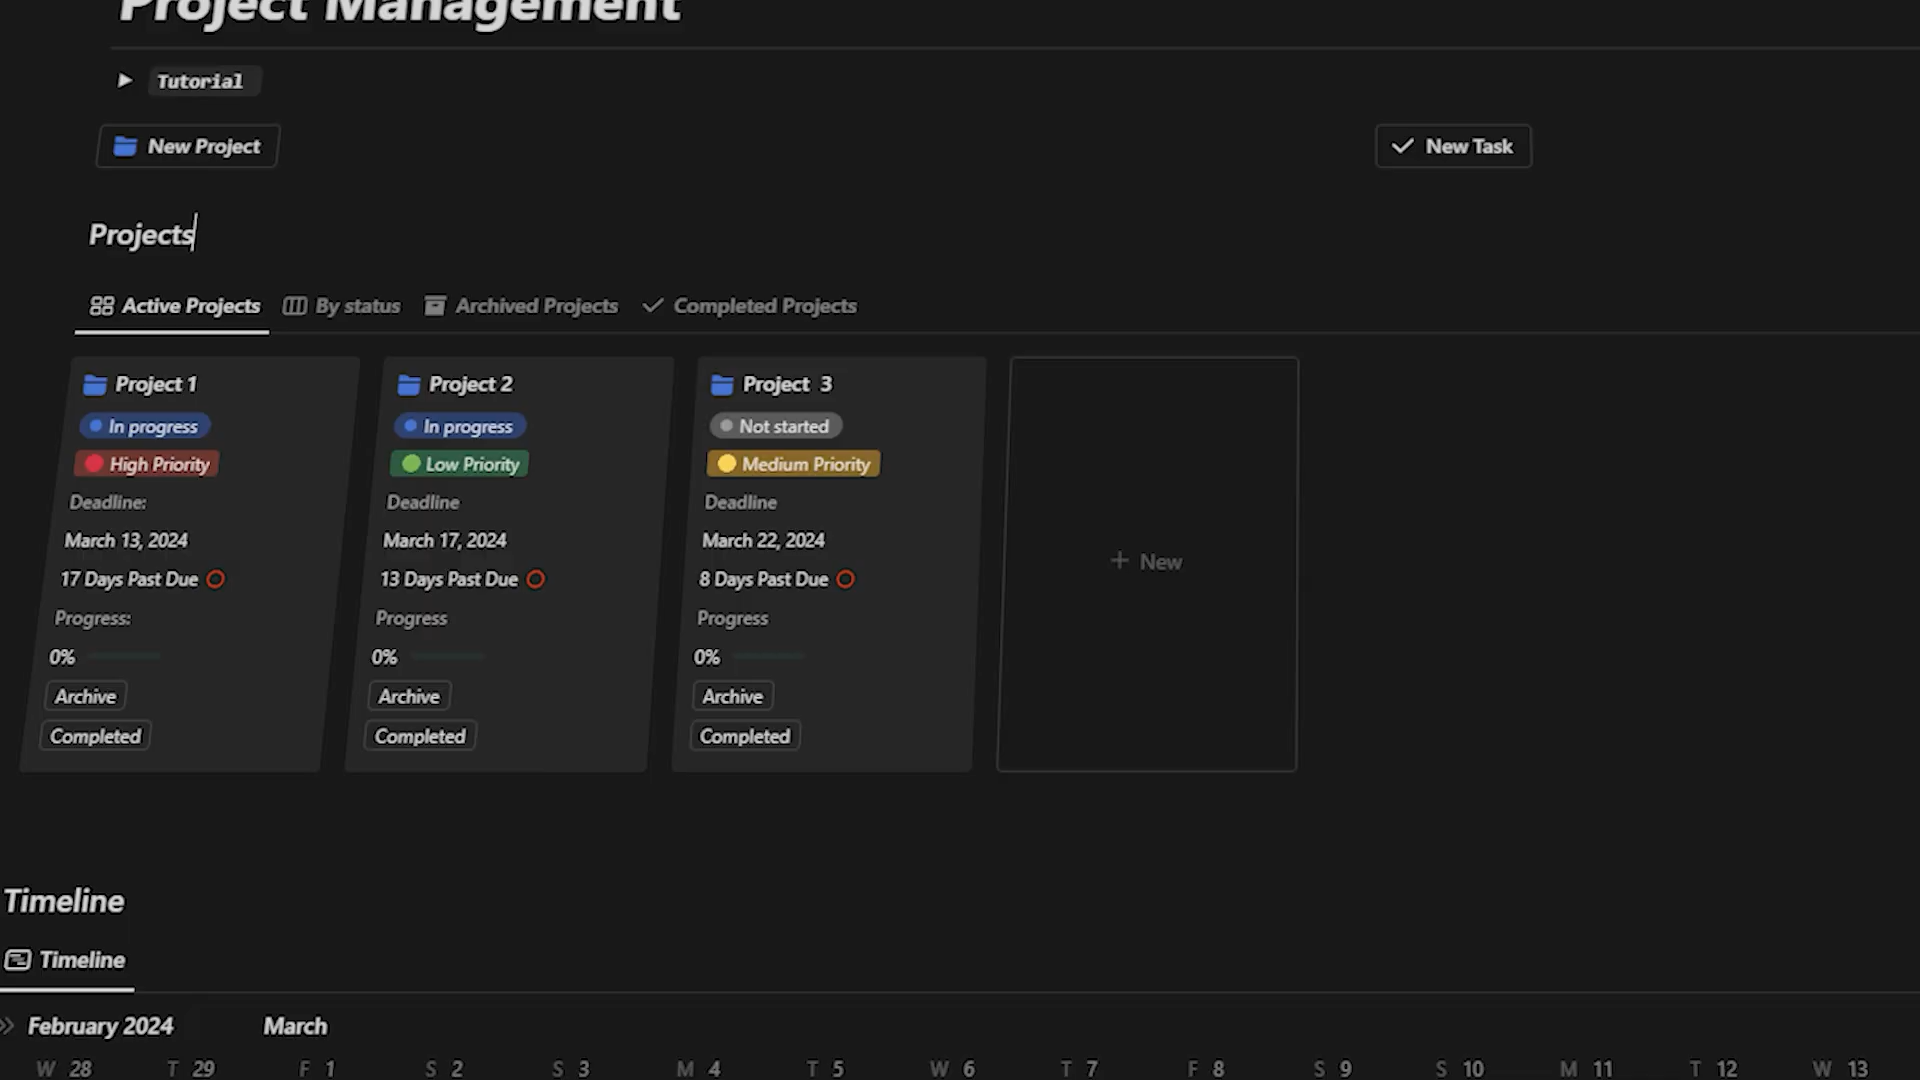 Project Management
Tutorial
New Project
New Task
Projects
Active Projects By status Archived Projects Completed Projects
Project 1
In progress
High Priority
Deadline:
March 13, 2024
17 Days Past Due
Progress:
0%
Archive
Completed
Project 2
In progress
Low Priority
Deadline
March 17, 2024
13 Days Past Due
Progress
0%
Archive
Completed
Project 3
Not started
Medium Priority
Deadline
March 22, 2024
8 Days Past Due
Progress
0%
Archive
Completed
+ New
Timeline
Timeline
February 2024 March
W 28 T 29 F 1 S 2 S 3 M 4 T 5 W 6 T 7 F 8 S 9 S 10 M 11 T 12 W 13